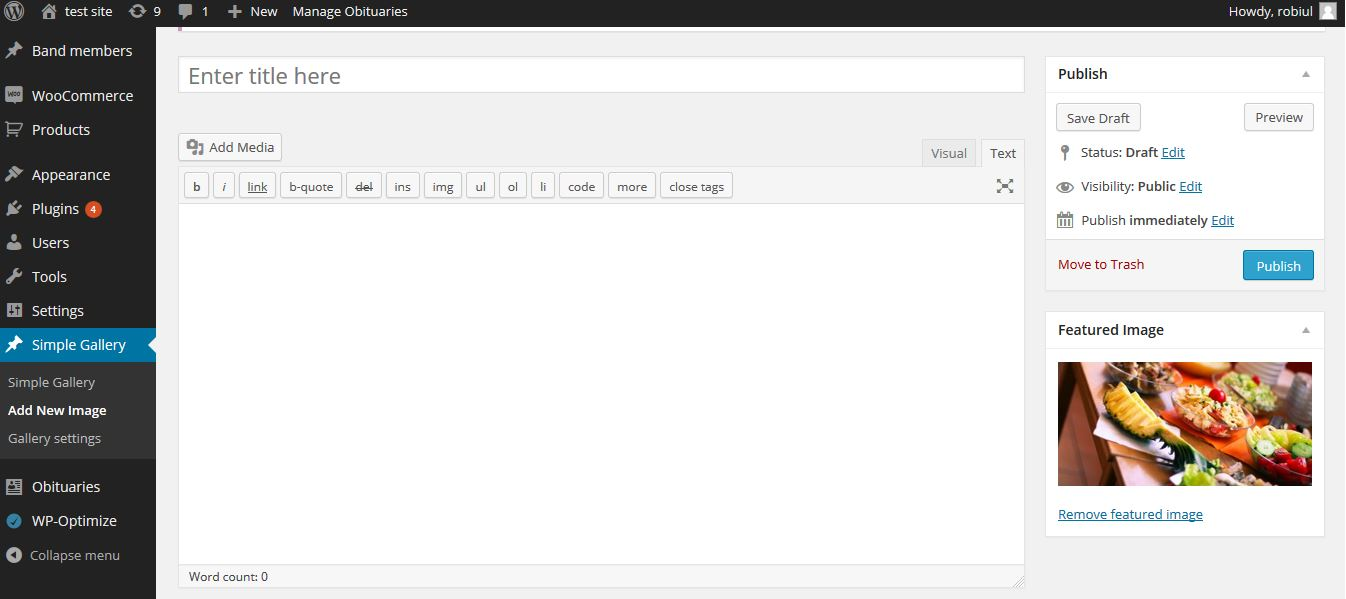 test site 9 1 New Manage Obituaries Howdy, robiul
Band members
WooCommerce
Products
Appearance
Plugins 4
Users
Tools
Settings
Simple Gallery
Simple Gallery
Add New Image
Gallery settings
Obituaries
WP-Optimize
Collapse menu
Enter title here
Add Media
Visual Text
b i link b-quote del ins img ul ol li code more close tags
Word count: 0
Publish
Save Draft Preview
Status: Draft Edit
Visibility: Public Edit
Publish immediately Edit
Move to Trash Publish
Featured Image
Remove featured image